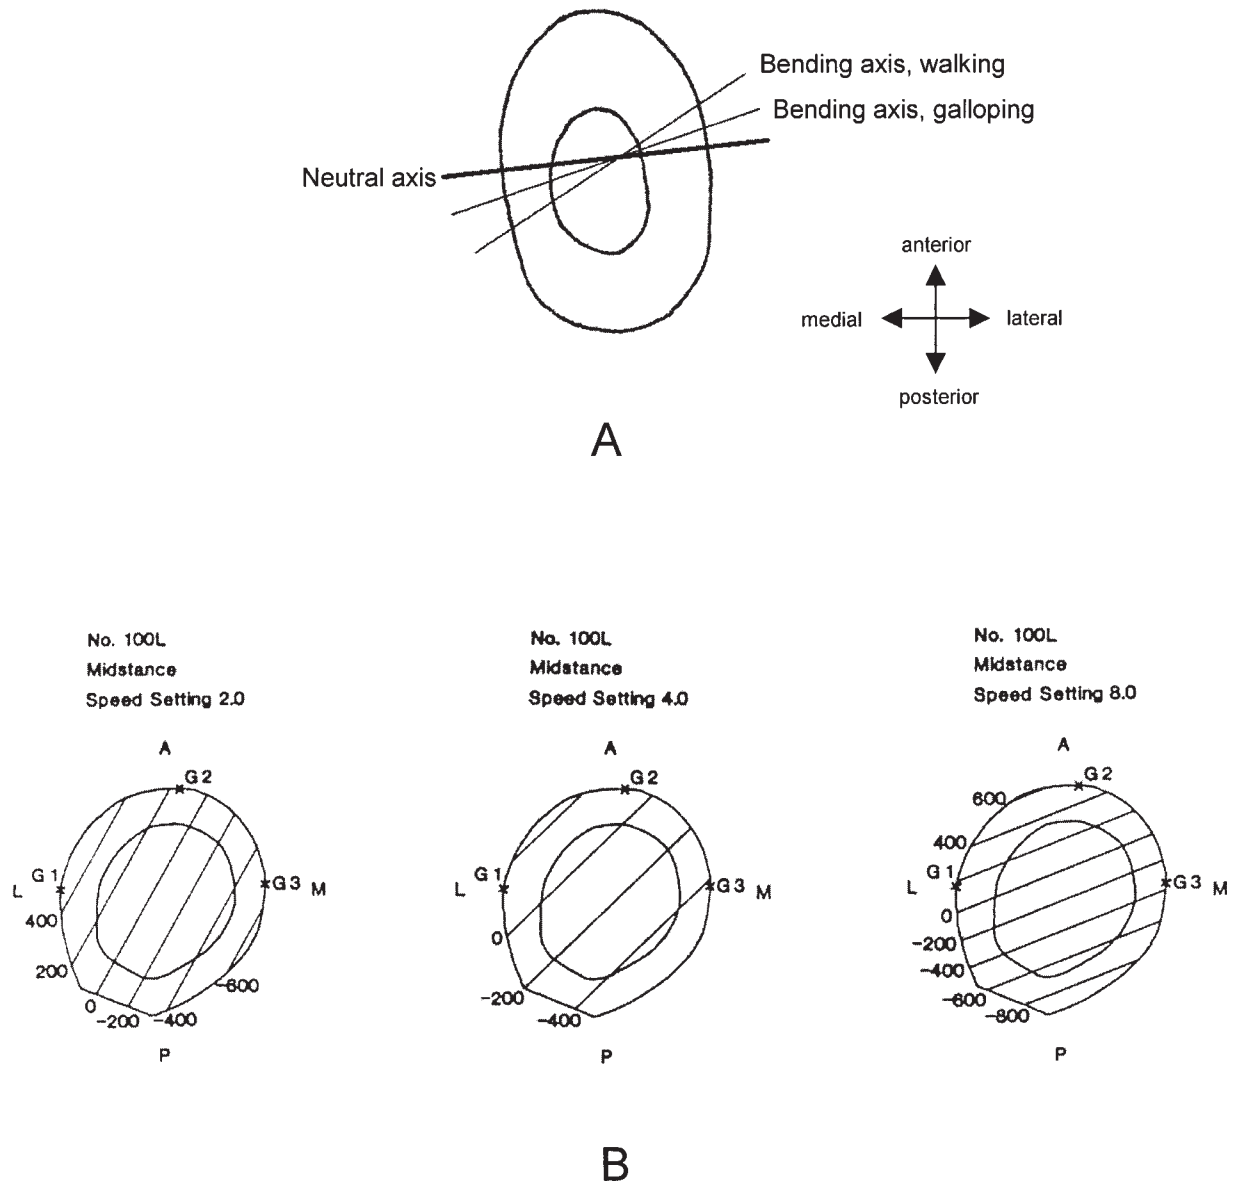 Bending axis, walking
Bending axis, galloping
Neutral axis
anterior
medial
lateral
posterior
A
No. 100L
Midstance
Speed Setting 2.0
A
G2
G1
L
G3
M
400
200
0
-200
-400
-600
P
No. 100L
Midstance
Speed Setting 4.0
A
G2
G1
L
G3
M
0
-200
-400
P
No. 100L
Midstance
Speed Setting 8.0
A
G2
600
400
G1
L
G3
M
0
-200
-400
-600
-800
P
B